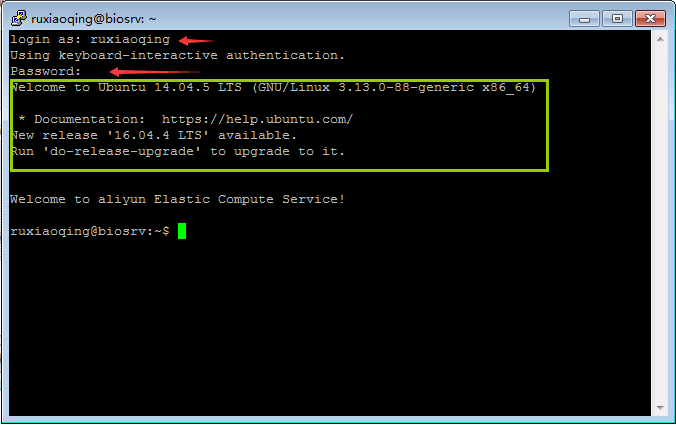 ruxiaoqing@biosrv: ~
login as: ruxiaoqing
Using keyboard-interactive authentication.
Password:
Welcome to Ubuntu 14.04.5 LTS (GNU/Linux 3.13.0-88-generic x86_64)
* Documentation:  https://help.ubuntu.com/
New release '16.04.4 LTS' available.
Run 'do-release-upgrade' to upgrade to it.
Welcome to aliyun Elastic Compute Service!
ruxiaoqing@biosrv:~$